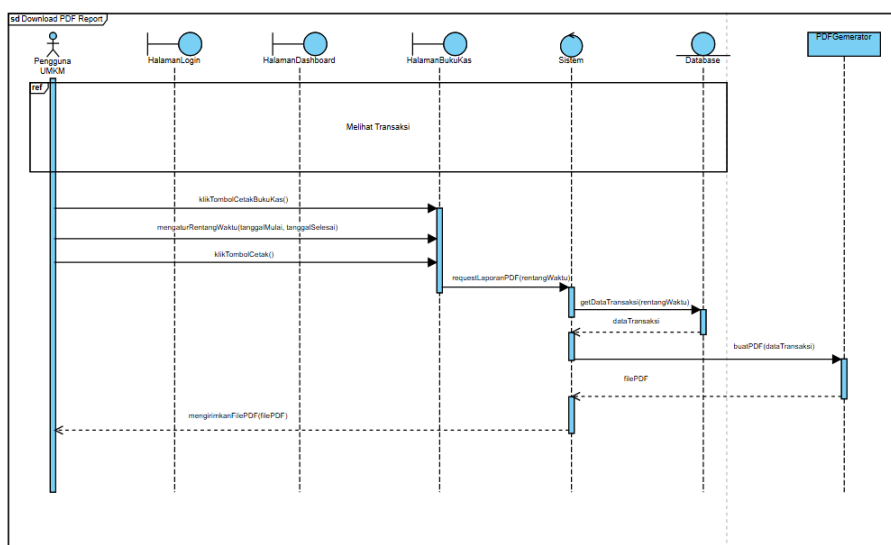 sd Download PDF Report
Pengguna
UMKM
HalamanLogin
HalamanDashboard
HalamanBukuKas
Sistem
Database
PDFGemerator
ref
Melihat Transaksi
klikTombolCetakBukuKas()
mengaturRentangWaktu(tanggalMulai, tanggalSelesai)
klikTombolCetak()
requestLaporanPDF(rentangWaktu)
getDataTransaksi(rentangWaktu)
dataTransaksi
buatPDF(dataTransaksi)
filePDF
mengirimkanFilePDF(filePDF)